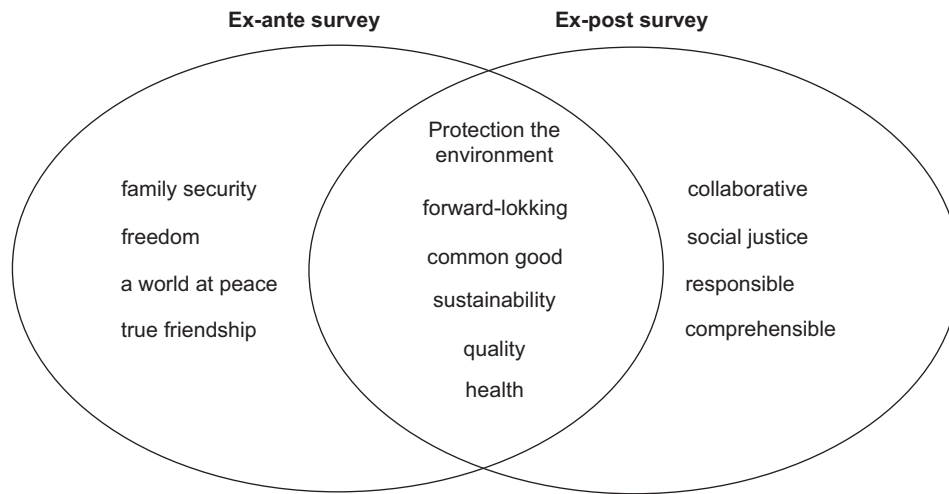 Ex-ante survey
Ex-post survey
family security
freedom
a world at peace
true friendship
Protection the
environment
forward-lokking
common good
sustainability
quality
health
collaborative
social justice
responsible
comprehensible